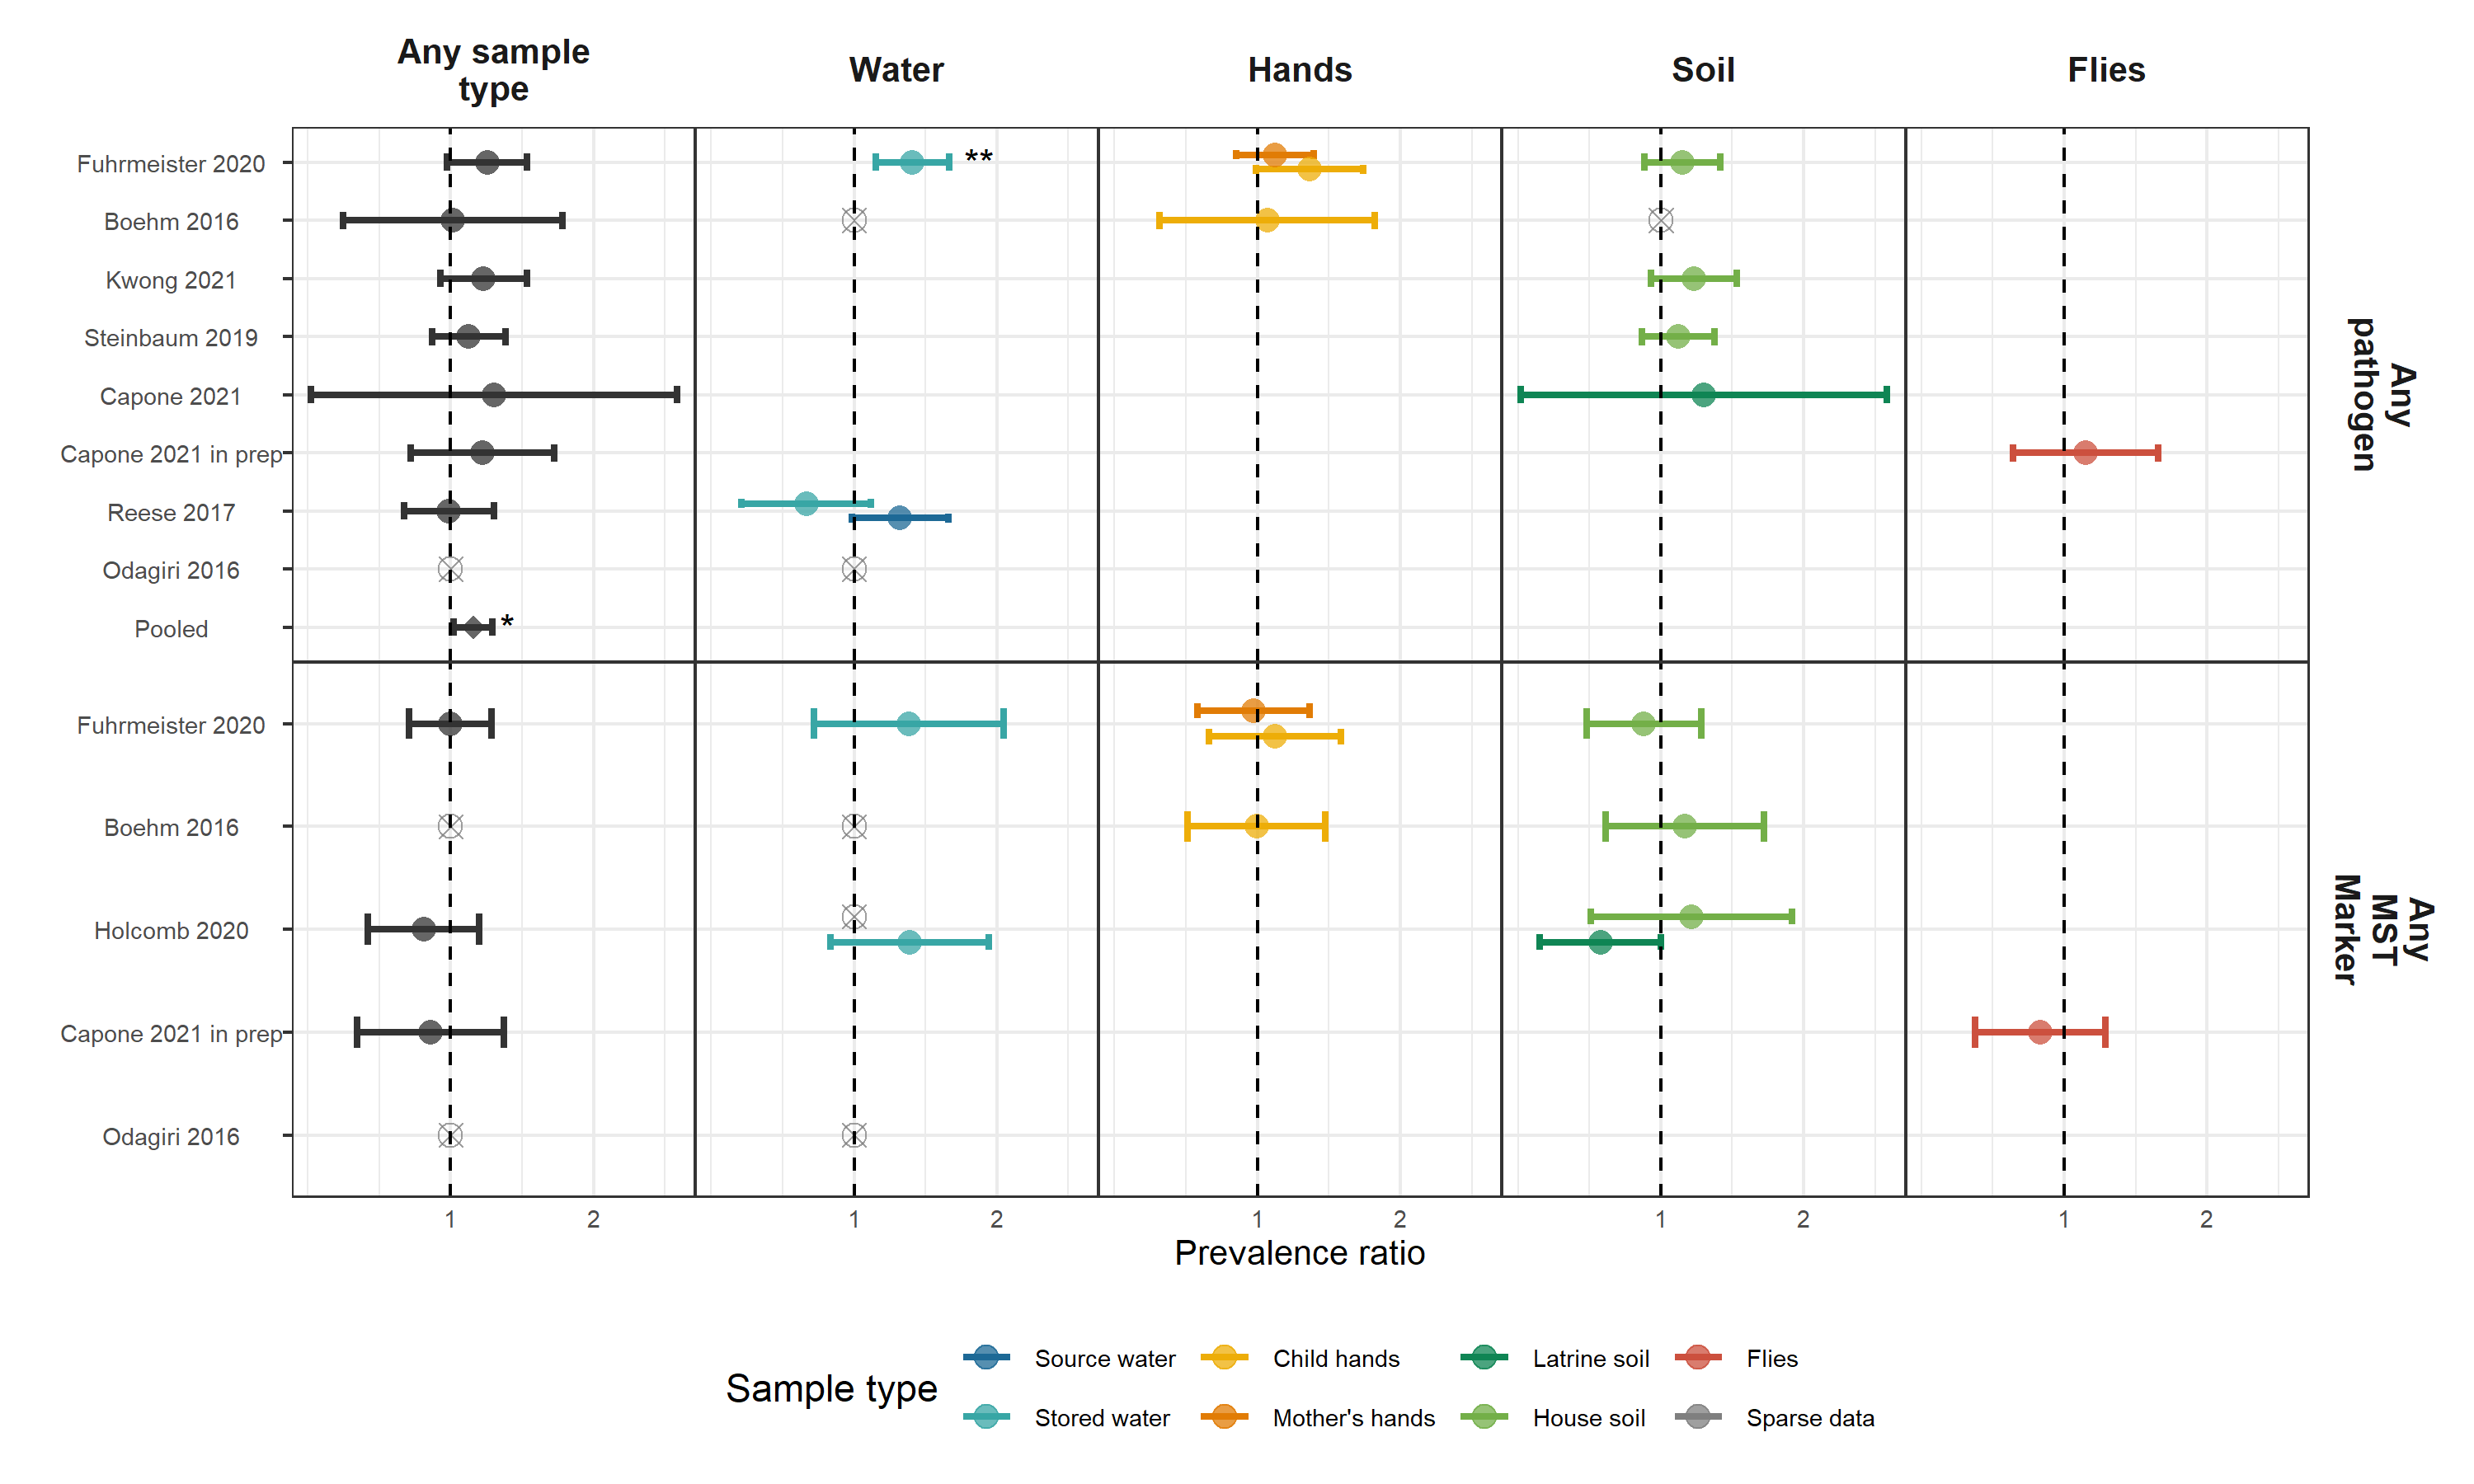 Any sample
type
Water
Hands
Soil
Flies
Fuhrmeister 2020
**
Boehm 2016
Kwong 2021
Steinbaum 2019
Capone 2021
Capone 2021 in prep
Reese 2017
Odagiri 2016
Pooled
*
Any
pathogen
Fuhrmeister 2020
Boehm 2016
Holcomb 2020
Capone 2021 in prep
Odagiri 2016
Any
MST
Marker
1 2 1 2 1 2 1 2 1 2
Prevalence ratio
Sample type
Source water
Child hands
Latrine soil
Flies
Stored water
Mother's hands
House soil
Sparse data